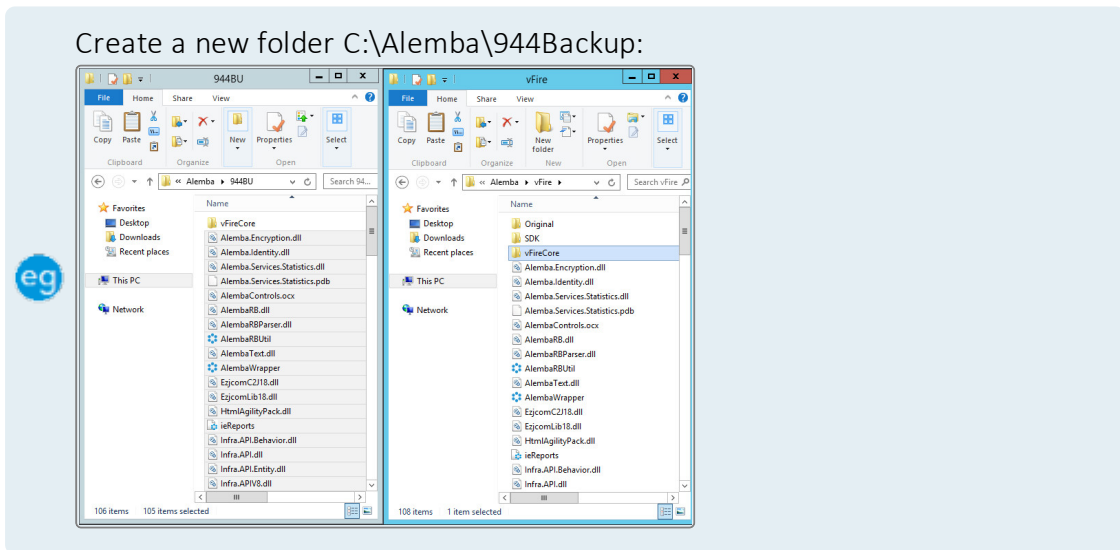 Create a new folder C:\Alemba\944Backup:
944BU
File Home Share View
Copy Paste New Properties Select
Clipboard Organize Open
« Alemba 944BU Search 94...
Favorites
Desktop
Downloads
Recent places
This PC
Network
Name
vFireCore
Alemba.Encryption.dll
Alemba.Identity.dll
Alemba.Services.Statistics.dll
Alemba.Services.Statistics.pdb
AlembaControls.ocx
AlembaRB.dll
AlembaRBParser.dll
AlembaRBUtil
AlembaText.dll
AlembaWrapper
EzjcomC2J18.dll
EzjcomLib18.dll
HtmlAgilityPack.dll
ieReports
Infra.API.Behavior.dll
Infra.API.dll
Infra.API.Entity.dll
Infra.APIV8.dll
106 items 105 items selected
vFire
File Home Share View
Copy Paste New folder Properties Select
Clipboard Organize New Open
« Alemba vFire Search vFire
Favorites
Desktop
Downloads
Recent places
This PC
Network
Name
Original
SDK
vFireCore
Alemba.Encryption.dll
Alemba.Identity.dll
Alemba.Services.Statistics.dll
Alemba.Services.Statistics.pdb
AlembaControls.ocx
AlembaRB.dll
AlembaRBParser.dll
AlembaRBUtil
AlembaText.dll
AlembaWrapper
EzjcomC2J18.dll
EzjcomLib18.dll
HtmlAgilityPack.dll
ieReports
Infra.API.Behavior.dll
Infra.API.dll
108 items 1 item selected
eg